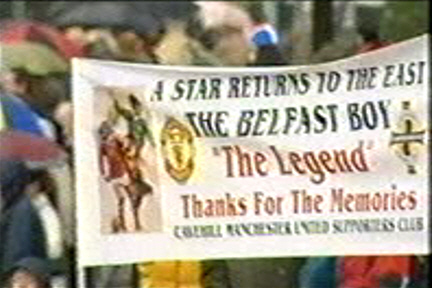 A STAR RETURNS TO THE EAST
THE BELFAST BOY
"The Legend"
Thanks For The Memories
CAVEHILL MANCHESTER UNITED SUPPORTERS CLUB